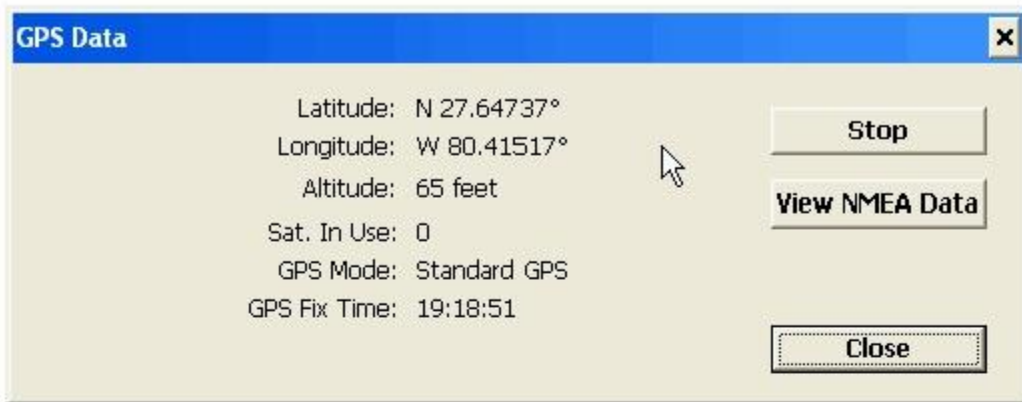 GPS Data
Latitude: N 27.64737°
Longitude: W 80.41517°
Altitude: 65 feet
Sat. In Use: 0
GPS Mode: Standard GPS
GPS Fix Time: 19:18:51
Stop
View NMEA Data
Close